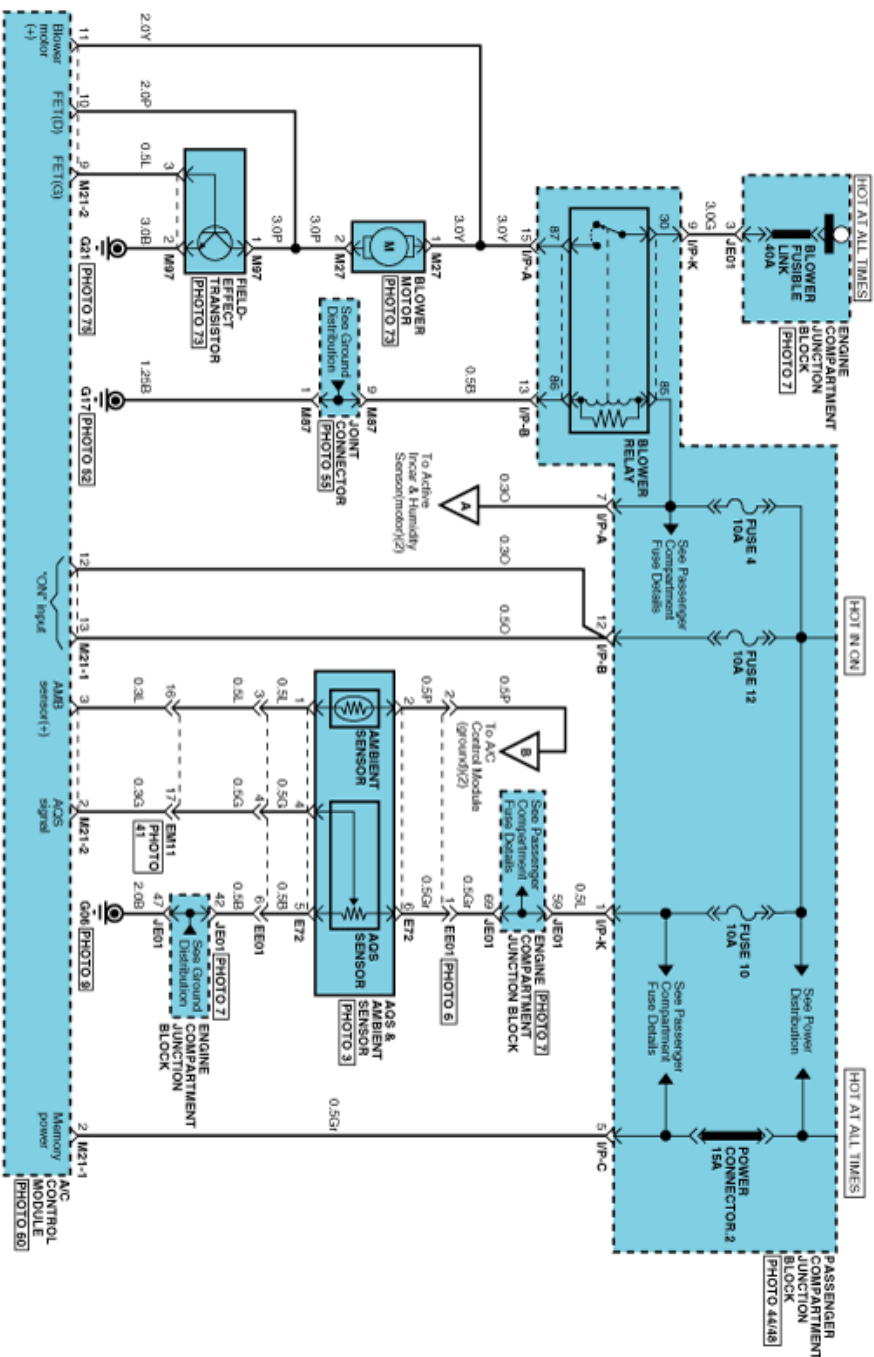 HOT AT ALL TIMES
HOT IN ON
HOT AT ALL TIMES
ENGINE
COMPARTMENT
JUNCTION
BLOCK
PHOTO 7
BLOWER
FUSIBLE
LINK
40A
PASSENGER
COMPARTMENT
JUNCTION
BLOCK
PHOTO 44/48
FUSE 4
10A
FUSE 12
10A
FUSE 10
10A
See Power
Distribution
POWER
CONNECTOR.2
15A
See Passenger
Compartment
Fuse Details
See Passenger
Compartment
Fuse Details
3 JE01
3.0G
9 I/P-K
30
85
BLOWER
RELAY
87
86
15 I/P-A
13 I/P-B
7 I/P-A
12 I/P-B
1 I/P-K
5 I/P-C
3.0Y
3.0Y
0.5B
0.3O
0.3O
0.5O
0.5L
59 JE01
ENGINE PHOTO 7
COMPARTMENT
JUNCTION BLOCK
See Passenger
Compartment
Fuse Details
69 JE01
A
To Active
Incar & Humidity
Sensor(motor)(2)
B
To A/C
Control Module
(ground)(2)
0.5P
0.5Gr
2
1 EE01 PHOTO 6
0.5P
0.5Gr
2
6 E72
1 M27
BLOWER
MOTOR
PHOTO 73
M
2 M27
3.0P
3.0P
9 M87
See Ground
Distribution
JOINT
CONNECTOR
PHOTO 55
1 M87
AMBIENT
SENSOR
AQS
SENSOR
AQS &
AMBIENT
SENSOR
PHOTO 3
1
4
5 E72
0.5L
0.5G
0.5B
3
4
6 EE01
0.5L
0.5G
0.5B
0.5Gr
1 M97
FIELD-
EFFECT
TRANSISTOR
PHOTO 73
3
2 M97
42 JE01 PHOTO 7
See Ground
Distribution
ENGINE
COMPARTMENT
JUNCTION
BLOCK
47 JE01
16
17 EM11
PHOTO
41
2.0Y
2.0P
0.5L
3.0B
1.25B
0.3L
0.3G
2.0B
G21 PHOTO 75
G17 PHOTO 52
G06 PHOTO 9
11
10
9 M21-2
12
13 M21-1
3
2 M21-2
2 M21-1
Blower
motor
(+)
FET(D)
FET(G)
"ON" input
AMB
sensor(+)
AQS
signal
Memory
power
A/C
CONTROL
MODULE
PHOTO 60